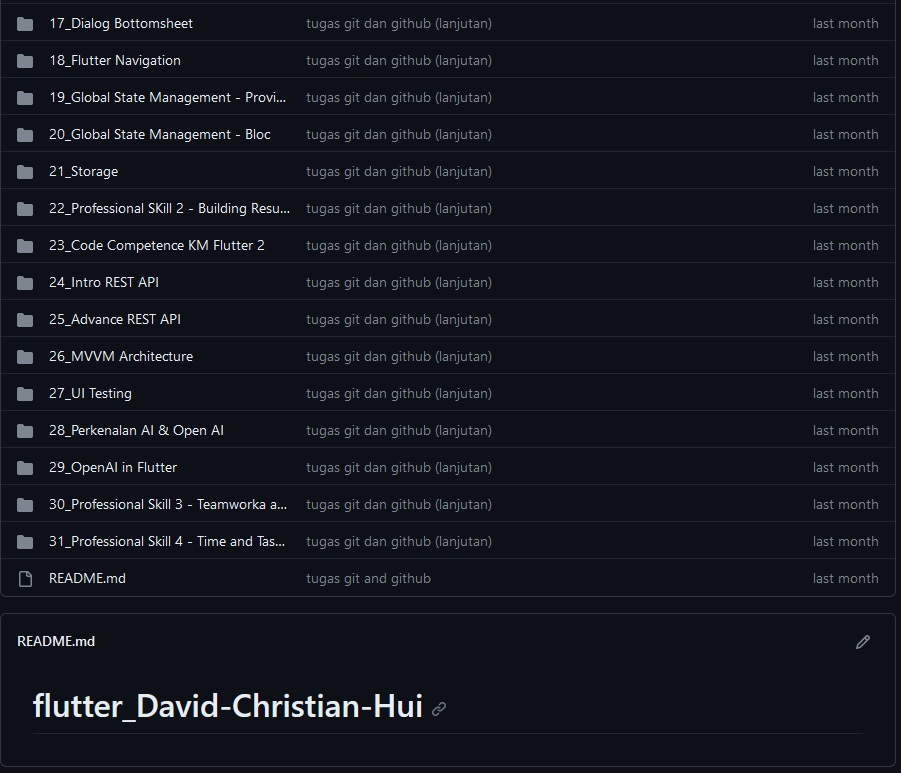 17_Dialog Bottomsheet tugas git dan github (lanjutan) last month
18_Flutter Navigation tugas git dan github (lanjutan) last month
19_Global State Management - Provi... tugas git dan github (lanjutan) last month
20_Global State Management - Bloc tugas git dan github (lanjutan) last month
21_Storage tugas git dan github (lanjutan) last month
22_Professional SKill 2 - Building Resu... tugas git dan github (lanjutan) last month
23_Code Competence KM Flutter 2 tugas git dan github (lanjutan) last month
24_Intro REST API tugas git dan github (lanjutan) last month
25_Advance REST API tugas git dan github (lanjutan) last month
26_MVVM Architecture tugas git dan github (lanjutan) last month
27_UI Testing tugas git dan github (lanjutan) last month
28_Perkenalan AI & Open AI tugas git dan github (lanjutan) last month
29_OpenAI in Flutter tugas git dan github (lanjutan) last month
30_Professional Skill 3 - Teamworka a... tugas git dan github (lanjutan) last month
31_Professional Skill 4 - Time and Tas... tugas git dan github (lanjutan) last month
README.md tugas git and github last month
README.md
flutter_David-Christian-Hui